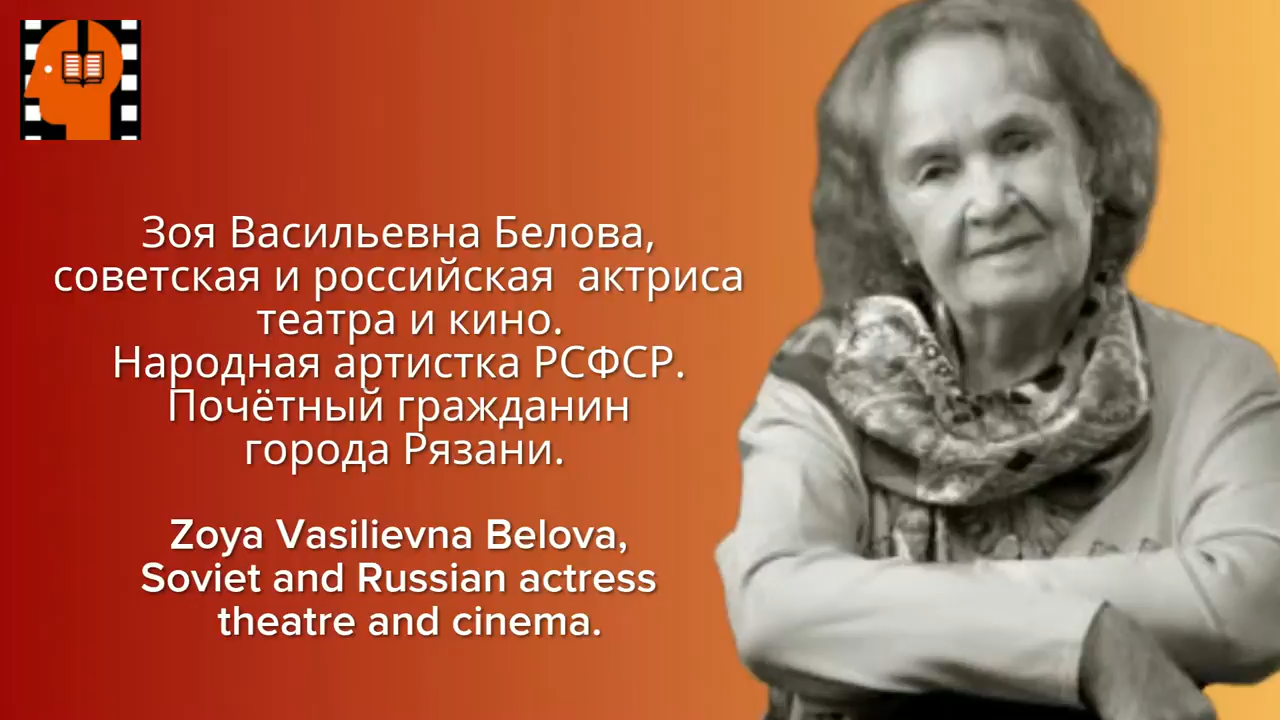 Зоя Васильевна Белова,
советская и российская  актриса
театра и кино.
Народная артистка РСФСР.
Почётный гражданин
города Рязани.
Zoya Vasilievna Belova,
Soviet and Russian actress
theatre and cinema.